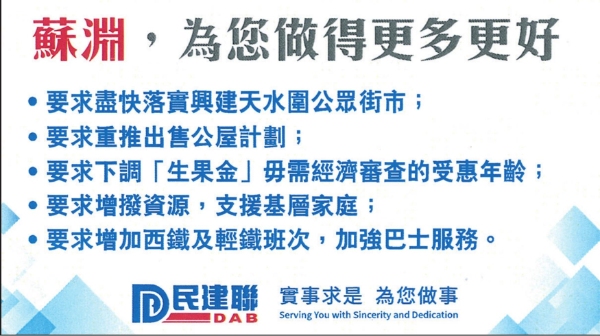 蘇淵，為您做得更多更好
• 要求盡快落實興建天水圍公眾街市；
• 要求重推出售公屋計劃；
• 要求下調「生果金」毋需經濟審查的受惠年齡；
• 要求增撥資源，支援基層家庭；
• 要求增加西鐵及輕鐵班次，加強巴士服務。
民建聯 DAB
實事求是 為您做事
Serving You with Sincerity and Dedication